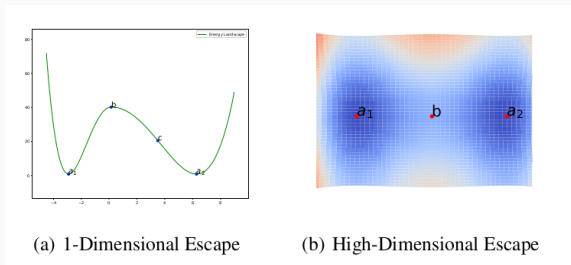 Energy Landscape
80
60
40
20
0
-4
-2
0
2
4
6
8
a₁
b
c
a₂
a₁
b
a₂
(a) 1-Dimensional Escape
(b) High-Dimensional Escape